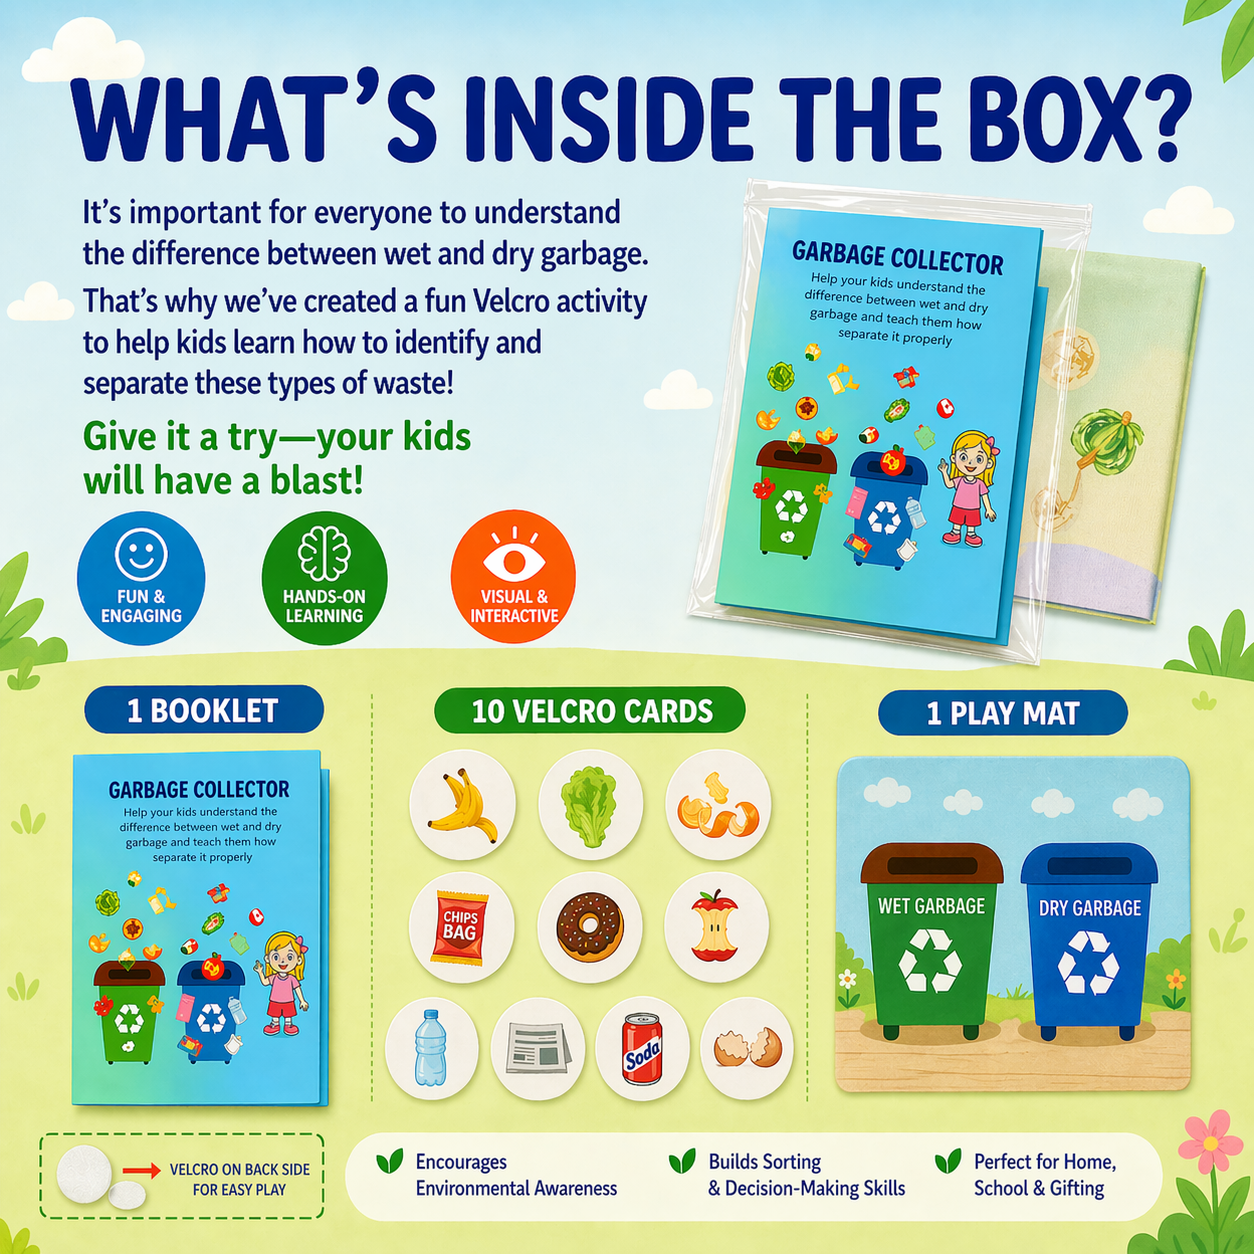 WHAT'S INSIDE THE BOX?
It's important for everyone to understand
the difference between wet and dry garbage.
That's why we've created a fun Velcro activity
to help kids learn how to identify and
separate these types of waste!
Give it a try—your kids
will have a blast!
FUN &
ENGAGING
HANDS-ON
LEARNING
VISUAL &
INTERACTIVE
GARBAGE COLLECTOR
Help your kids understand the
difference between wet and dry
garbage and teach them how
separate it properly
1 BOOKLET
GARBAGE COLLECTOR
Help your kids understand the
difference between wet and dry
garbage and teach them how
separate it properly
10 VELCRO CARDS
CHIPS
BAG
Soda
1 PLAY MAT
WET GARBAGE
DRY GARBAGE
VELCRO ON BACK SIDE
FOR EASY PLAY
Encourages
Environmental Awareness
Builds Sorting
& Decision-Making Skills
Perfect for Home,
School & Gifting